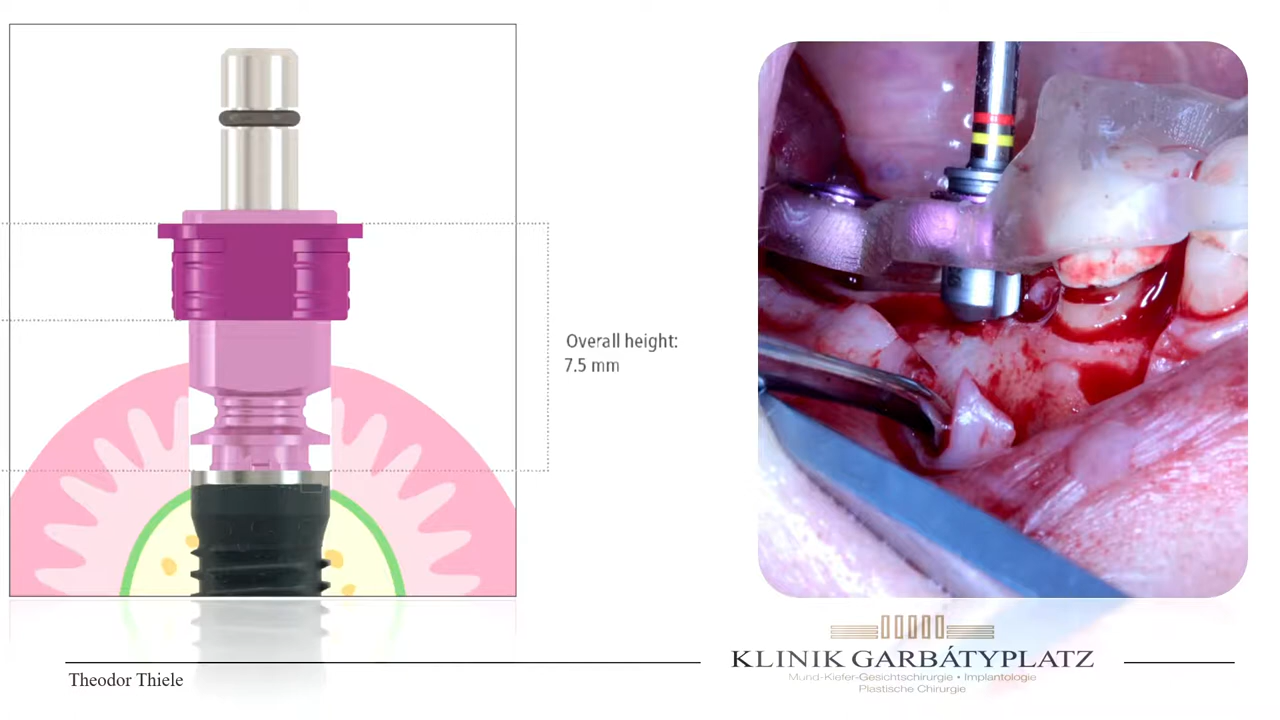 Overall height:
7.5 mm
Theodor Thiele
KLINIK GARBÁTYPLATZ
Mund-Kiefer-Gesichtschirurgie • Implantologie
Plastische Chirurgie